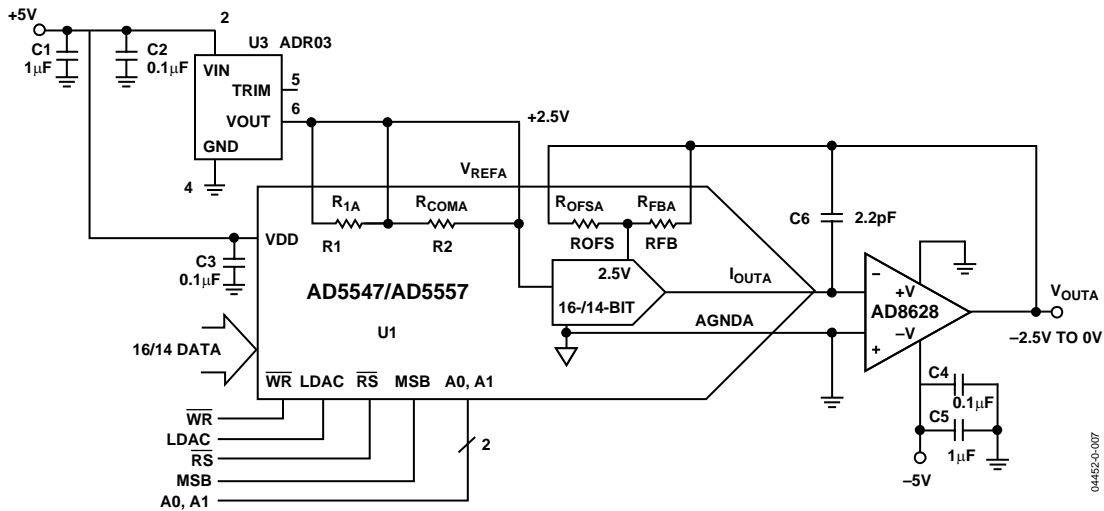 +5V
2
U3 ADR03
C1
1µF
C2
0.1µF
VIN
TRIM
5
VOUT
6
+2.5V
GND
4
VREFA
R1A
RCOMA
ROFSA
RFBA
R1
R2
ROFS
RFB
C6
2.2pF
VDD
C3
0.1µF
2.5V
16-/14-BIT
IOUTA
AD5547/AD5557
U1
AGNDA
–
+V
AD8628
–V
+
VOUTA
–2.5V TO 0V
16/14 DATA
WR LDAC RS MSB A0, A1
C4
0.1µF
C5
1µF
–5V
WR
LDAC
RS
MSB
A0, A1
2
04452-0-007